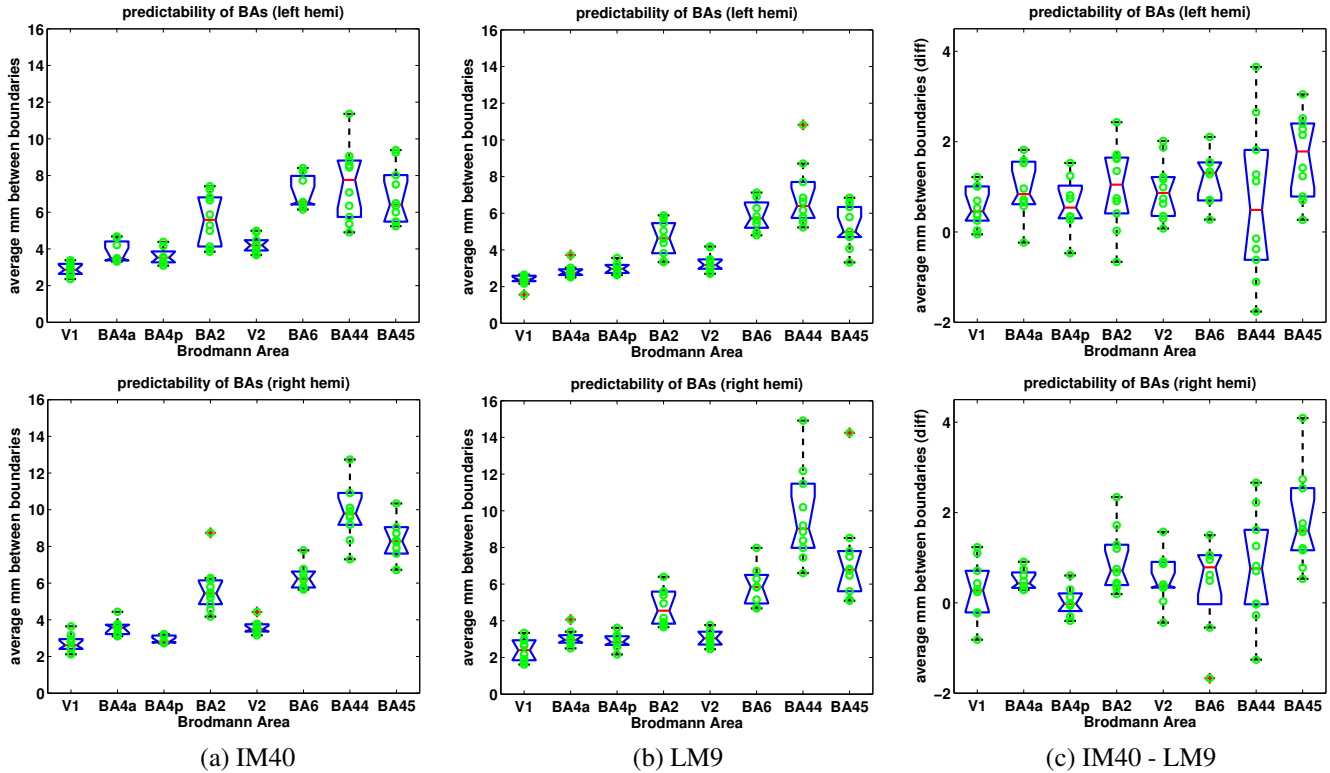 predictability of BAs (left hemi)
average mm between boundaries
16
14
12
10
8
6
4
2
0
V1 BA4a BA4p BA2 V2 BA6 BA44 BA45
Brodmann Area
predictability of BAs (left hemi)
average mm between boundaries
16
14
12
10
8
6
4
2
0
V1 BA4a BA4p BA2 V2 BA6 BA44 BA45
Brodmann Area
predictability of BAs (left hemi)
average mm between boundaries (diff)
4
2
0
−2
V1 BA4a BA4p BA2 V2 BA6 BA44 BA45
Brodmann Area
predictability of BAs (right hemi)
average mm between boundaries
16
14
12
10
8
6
4
2
0
V1 BA4a BA4p BA2 V2 BA6 BA44 BA45
Brodmann Area
predictability of BAs (right hemi)
average mm between boundaries
16
14
12
10
8
6
4
2
0
V1 BA4a BA4p BA2 V2 BA6 BA44 BA45
Brodmann Area
predictability of BAs (right hemi)
average mm between boundaries (diff)
4
2
0
−2
V1 BA4a BA4p BA2 V2 BA6 BA44 BA45
Brodmann Area
(a) IM40
(b) LM9
(c) IM40 - LM9